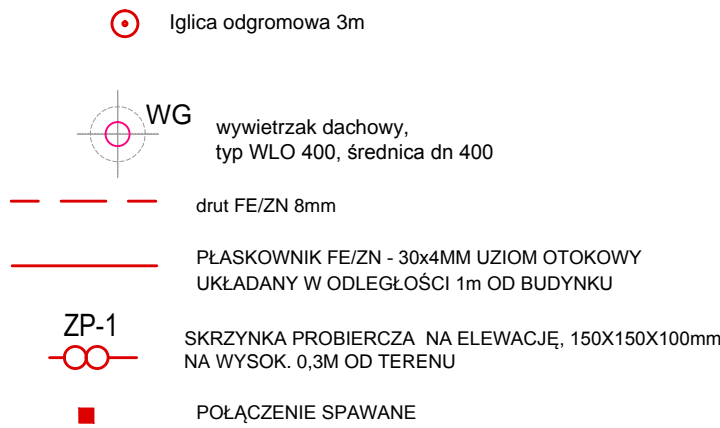 Iglica odgromowa 3m
WG
wywietrzak dachowy,
typ WLO 400, średnica dn 400
drut FE/ZN 8mm
PŁASKOWNIK FE/ZN - 30x4MM UZIOM OTOKOWY
UKŁADANY W ODLEGŁOŚCI 1m OD BUDYNKU
ZP-1
SKRZYNKA PROBIERCZA NA ELEWACJĘ, 150X150X100mm
NA WYSOK. 0,3M OD TERENU
POŁĄCZENIE SPAWANE